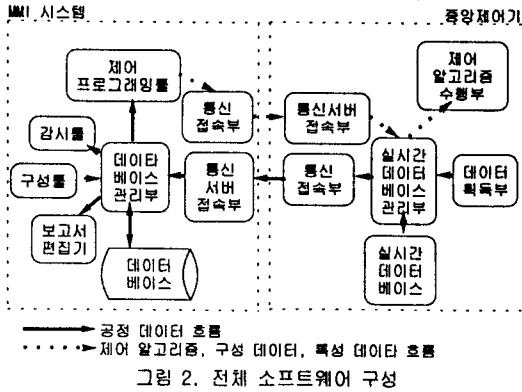 MMI 시스템
중앙제어기
제어
프로그래밍툴
통신
접속부
통신서버
접속부
제어
알고리즘
수행부
감시툴
구성툴
보고서
편집기
데이타
베이스
관리부
통신
서버
접속부
통신
접속부
실시간
데이터
베이스
관리부
데이터
획득부
데이터
베이스
실시간
데이터
베이스
공정 데이터 흐름
제어 알고리즘, 구성 데이터, 특성 데이타 흐름
그림 2. 전체 소프트웨어 구성